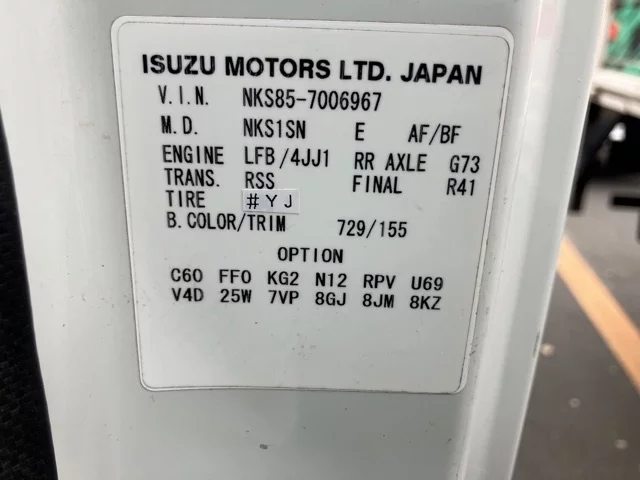 ISUZU MOTORS LTD. JAPAN
V.I.N. NKS85-7006967
M.D. NKS1SN E AF/BF
ENGINE LFB/4JJ1 RR AXLE G73
TRANS. RSS FINAL R41
TIRE #YJ
B.COLOR/TRIM 729/155
OPTION
C60 FF0 KG2 N12 RPV U69
V4D 25W 7VP 8GJ 8JM 8KZ